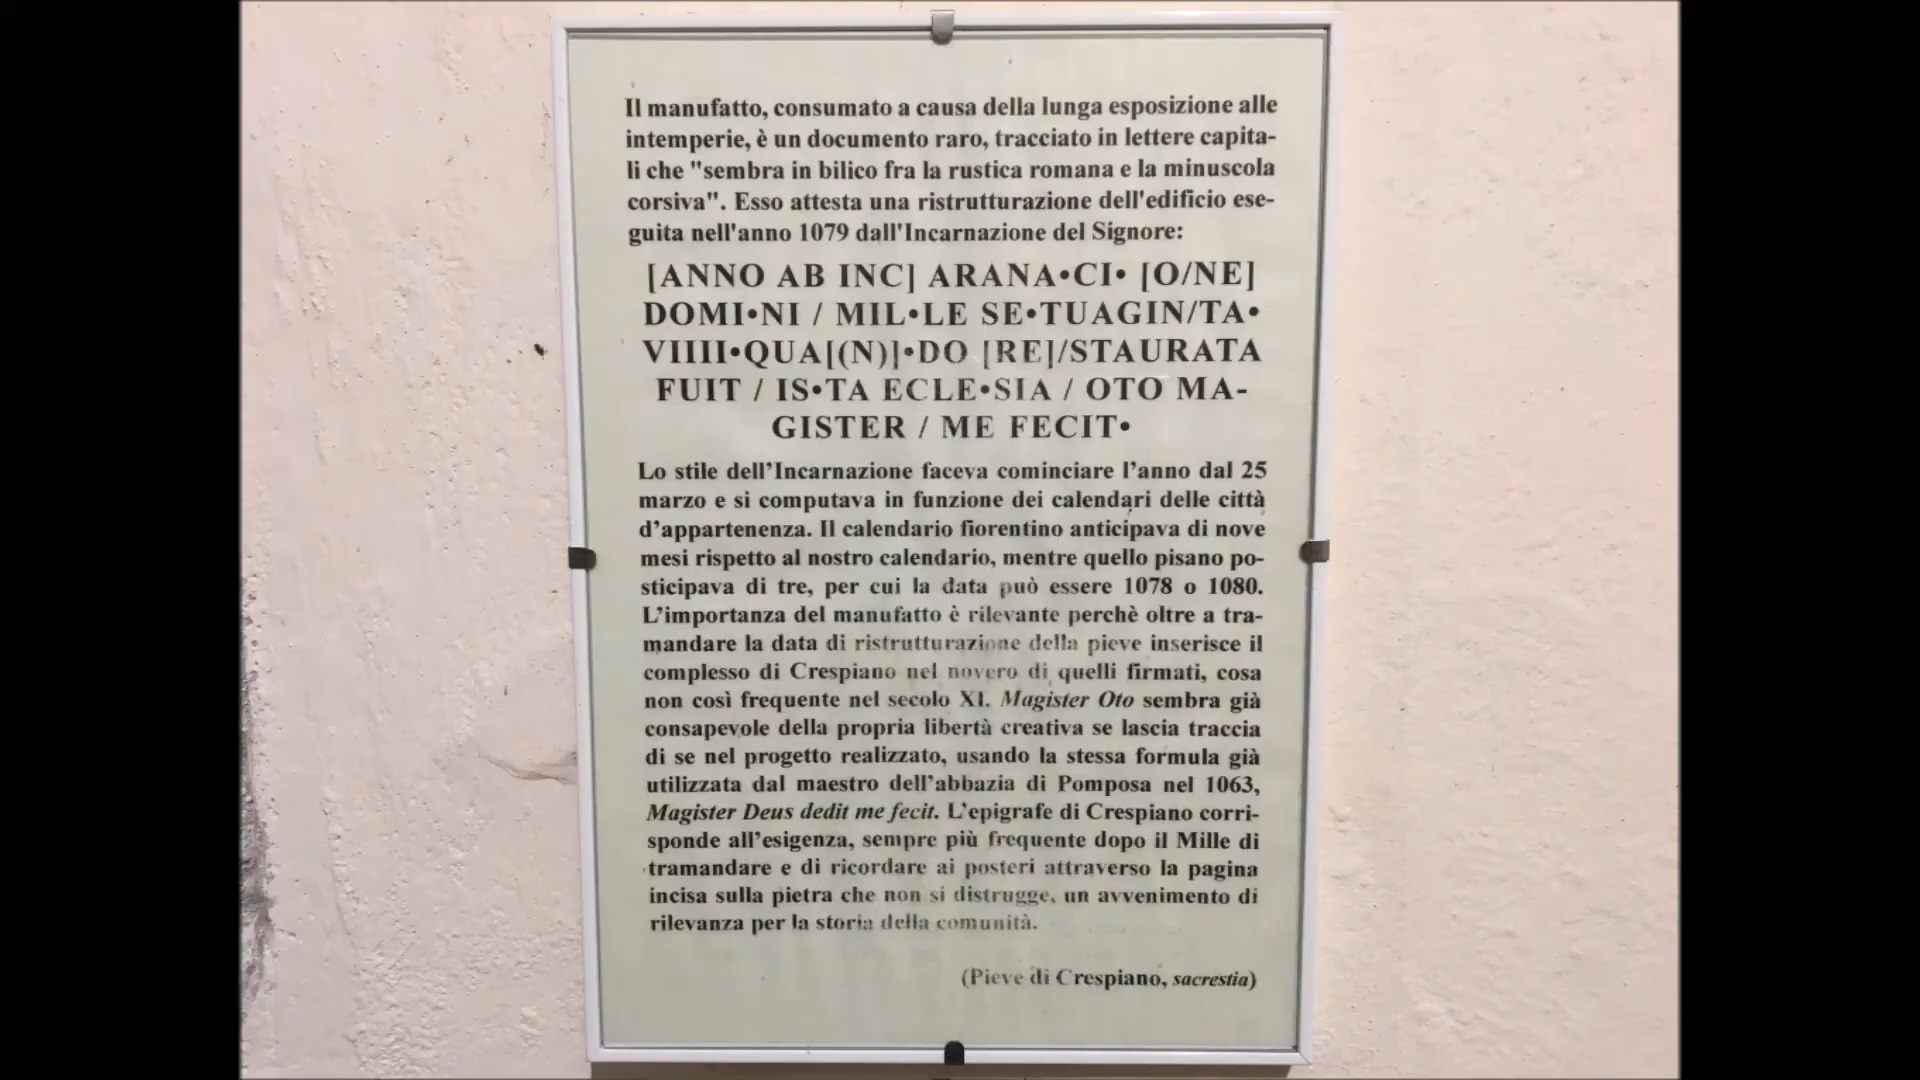 Il manufatto, consumato a causa della lunga esposizione alle
intemperie, è un documento raro, tracciato in lettere capita-
li che "sembra in bilico fra la rustica romana e la minuscola
corsiva". Esso attesta una ristrutturazione dell'edificio ese-
guita nell'anno 1079 dall'Incarnazione del Signore:
[ANNO AB INC] ARANA•CI• [O/NE]
DOMI•NI / MIL•LE SE•TUAGIN/TA•
VIIII•QUA[(N)]•DO [RE]/STAURATA
FUIT / IS•TA ECLE•SIA / OTO MA-
GISTER / ME FECIT•
Lo stile dell'Incarnazione faceva cominciare l'anno dal 25
marzo e si computava in funzione dei calendari delle città
d'appartenenza. Il calendario fiorentino anticipava di nove
mesi rispetto al nostro calendario, mentre quello pisano po-
sticipava di tre, per cui la data può essere 1078 o 1080.
L'importanza del manufatto è rilevante perchè oltre a tra-
mandare la data di ristrutturazione della pieve inserisce il
complesso di Crespiano nel novero di quelli firmati, cosa
non così frequente nel secolo XI. Magister Oto sembra già
consapevole della propria libertà creativa se lascia traccia
di se nel progetto realizzato, usando la stessa formula già
utilizzata dal maestro dell'abbazia di Pomposa nel 1063,
Magister Deus dedit me fecit. L'epigrafe di Crespiano corri-
sponde all'esigenza, sempre più frequente dopo il Mille di
tramandare e di ricordare ai posteri attraverso la pagina
incisa sulla pietra che non si distrugge, un avvenimento di
rilevanza per la storia della comunità.
(Pieve di Crespiano, sacrestia)